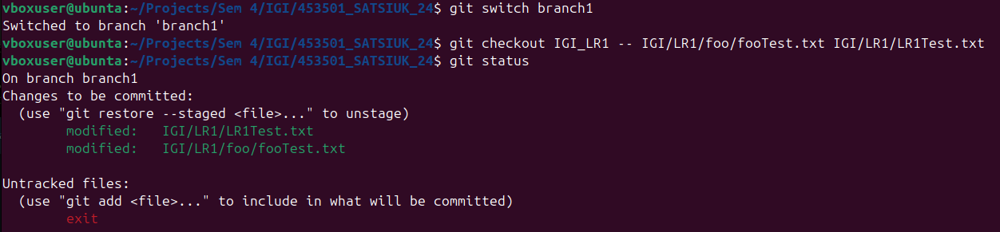 vboxuser@ubuntu:~/Projects/Sem 4/IGI/453501_SATSIUK_24$ git switch branch1
Switched to branch 'branch1'
vboxuser@ubuntu:~/Projects/Sem 4/IGI/453501_SATSIUK_24$ git checkout IGI_LR1 -- IGI/LR1/foo/fooTest.txt IGI/LR1/LR1Test.txt
vboxuser@ubuntu:~/Projects/Sem 4/IGI/453501_SATSIUK_24$ git status
On branch branch1
Changes to be committed:
  (use "git restore --staged <file>..." to unstage)
        modified:   IGI/LR1/LR1Test.txt
        modified:   IGI/LR1/foo/fooTest.txt

Untracked files:
  (use "git add <file>..." to include in what will be committed)
        exit